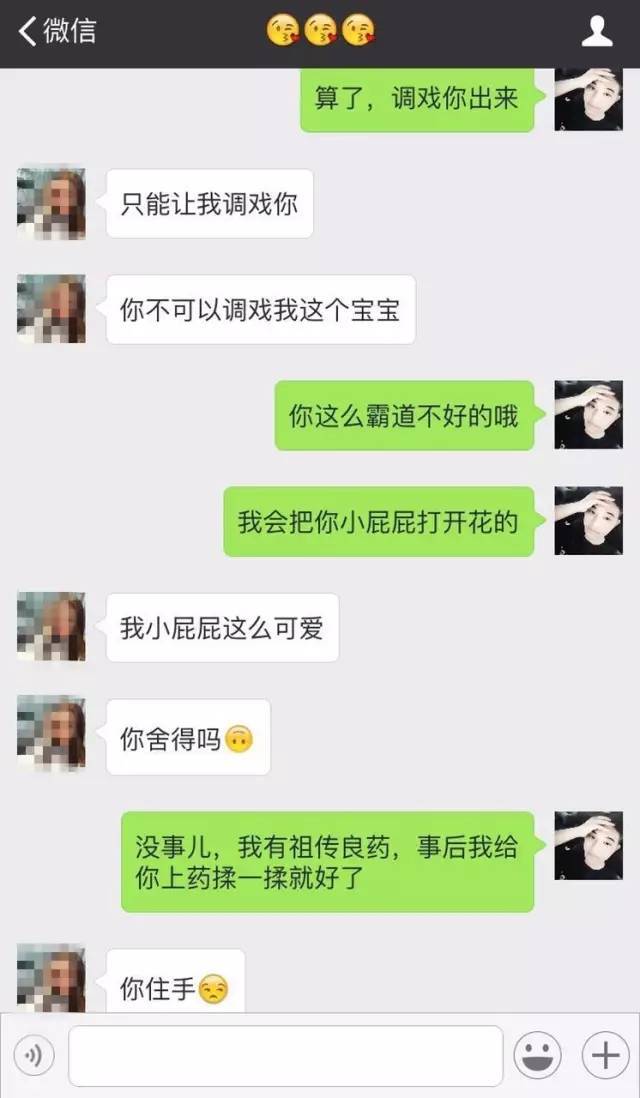 微信
算了，调戏你出来
只能让我调戏你
你不可以调戏我这个宝宝
你这么霸道不好的哦
我会把你小屁屁打开花的
我小屁屁这么可爱
你舍得吗🙃
没事儿，我有祖传良药，事后我给
你上药揉一揉就好了
你住手😒